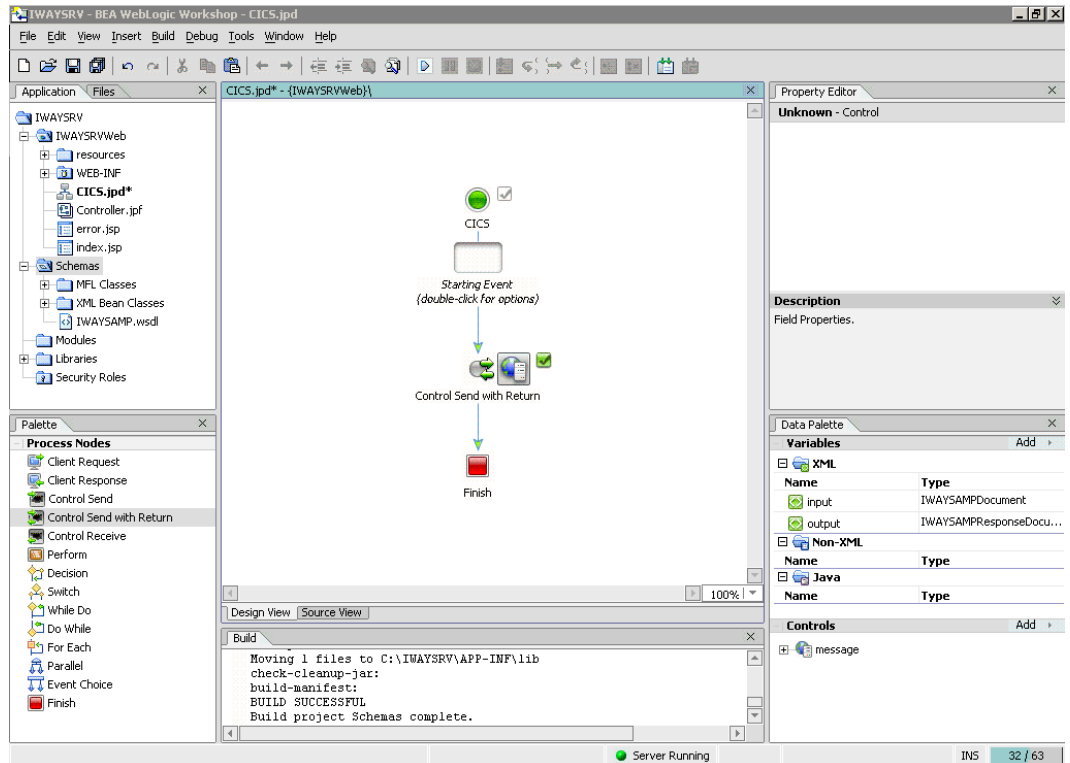 IWAYSRV - BEA WebLogic Workshop - CICS.jpd
File Edit View Insert Build Debug Tools Window Help
Application Files
IWAYSRV
IWAYSRVWeb
resources
WEB-INF
CICS.jpd*
Controller.jpf
error.jsp
index.jsp
Schemas
MFL Classes
XML Bean Classes
IWAYSAMP.wsdl
Modules
Libraries
Security Roles
Palette
Process Nodes
Client Request
Client Response
Control Send
Control Send with Return
Control Receive
Perform
Decision
Switch
While Do
Do While
For Each
Parallel
Event Choice
Finish
CICS.jpd* - {IWAYSRVWeb}\
CICS
Starting Event
(double-click for options)
Control Send with Return
Finish
100%
Design View Source View
Build
Moving 1 files to C:\IWAYSRV\APP-INF\lib
check-cleanup-jar:
build-manifest:
BUILD SUCCESSFUL
Build project Schemas complete.
Property Editor
Unknown - Control
Description
Field Properties.
Data Palette
Variables Add
XML
Name Type
input IWAYSAMPDocument
output IWAYSAMPResponseDocu...
Non-XML
Name Type
Java
Name Type
Controls Add
message
Server Running
INS 32 / 63